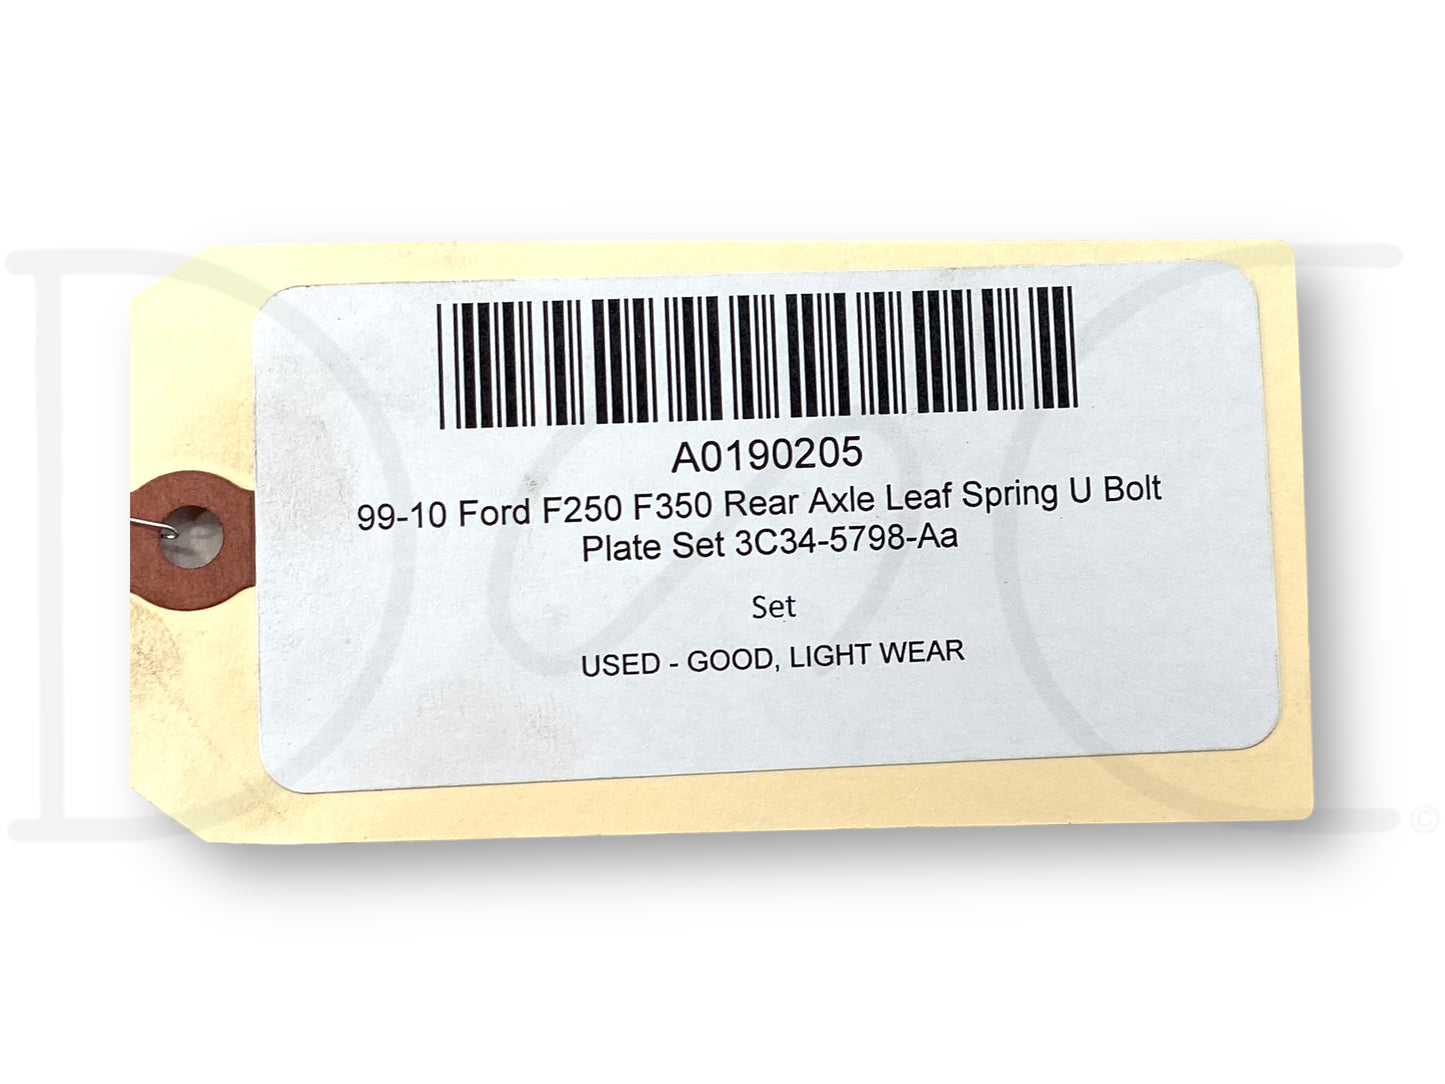 A0190205
99-10 Ford F250 F350 Rear Axle Leaf Spring U Bolt
Plate Set 3C34-5798-Aa
Set
USED - GOOD, LIGHT WEAR
DC
©